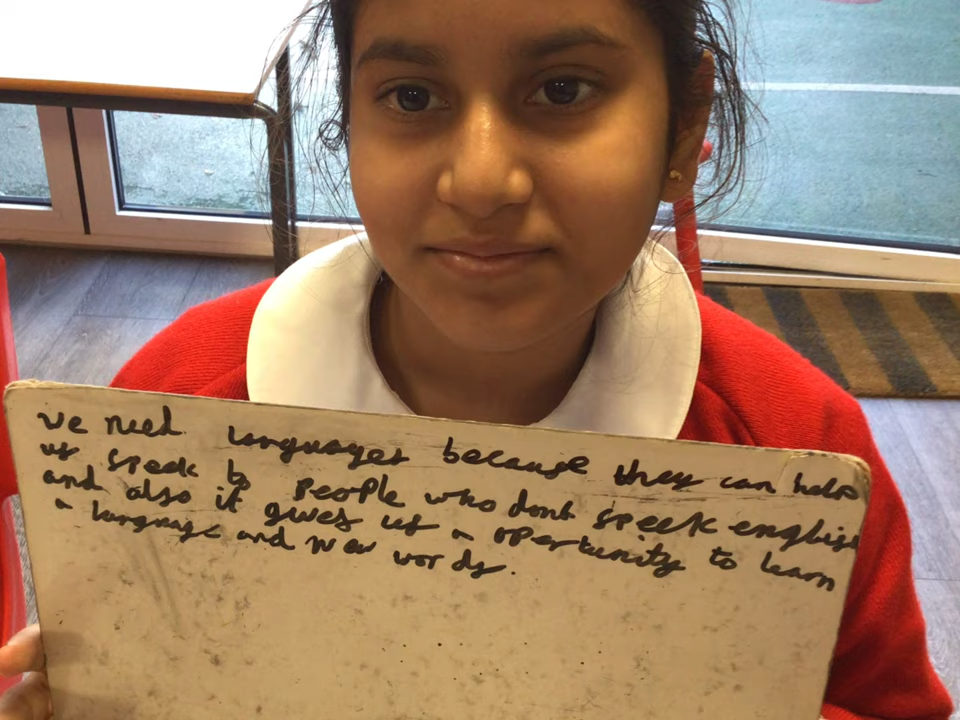 we need languages because they can help
us speek to people who dont speek english
and also it gives us a opertunity to learn
a language and new words.